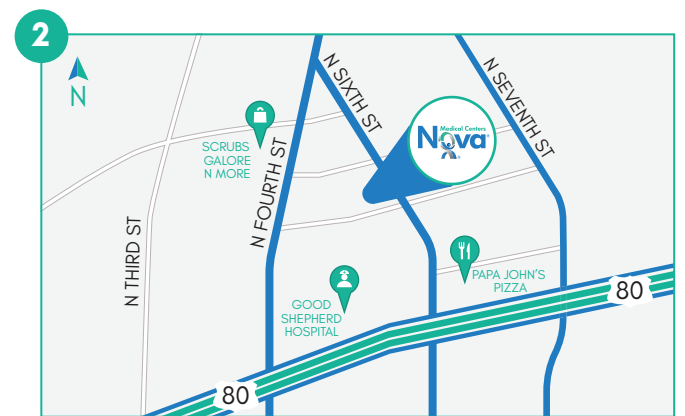 2
N
N SIXTH ST
N SEVENTH ST
Medical Centers
Nova
SCRUBS
GALORE
N MORE
N FOURTH ST
N THIRD ST
PAPA JOHN'S
PIZZA
GOOD
SHEPHERD
HOSPITAL
80
80